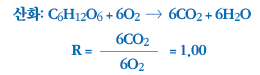 산화: C₆H₁₂O₆ + 6O₂ → 6CO₂ + 6H₂O
R = 6CO₂ / 6O₂ = 1.00